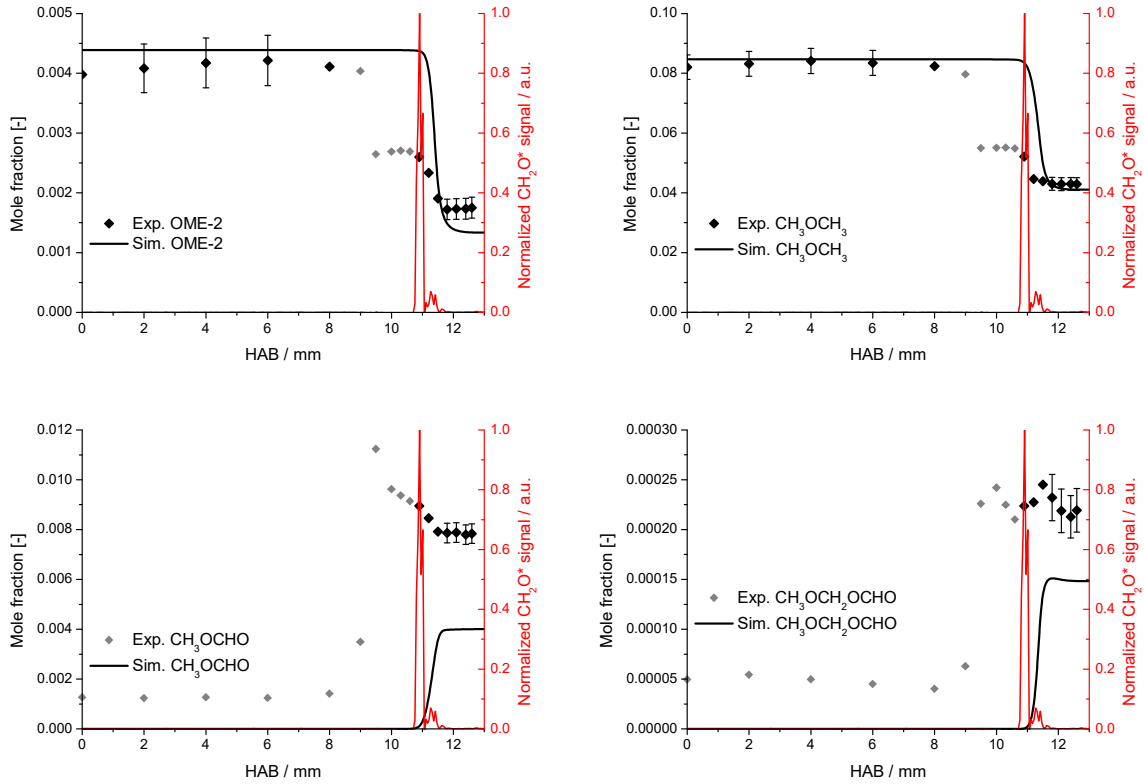 0.005
0.004
0.003
0.002
0.001
0.000
Mole fraction [-]
0 2 4 6 8 10 12
HAB / mm
1.0
0.8
0.6
0.4
0.2
0.0
Normalized CH₂O* signal / a.u.
Exp. OME-2
Sim. OME-2
0.10
0.08
0.06
0.04
0.02
0.00
Mole fraction [-]
0 2 4 6 8 10 12
HAB / mm
1.0
0.8
0.6
0.4
0.2
0.0
Normalized CH₂O* signal / a.u.
Exp. CH₃OCH₃
Sim. CH₃OCH₃
0.012
0.010
0.008
0.006
0.004
0.002
0.000
Mole fraction [-]
0 2 4 6 8 10 12
HAB / mm
1.0
0.8
0.6
0.4
0.2
0.0
Normalized CH₂O* signal / a.u.
Exp. CH₃OCHO
Sim. CH₃OCHO
0.00030
0.00025
0.00020
0.00015
0.00010
0.00005
0.00000
Mole fraction [-]
0 2 4 6 8 10 12
HAB / mm
1.0
0.8
0.6
0.4
0.2
0.0
Normalized CH₂O* signal / a.u.
Exp. CH₃OCH₂OCHO
Sim. CH₃OCH₂OCHO